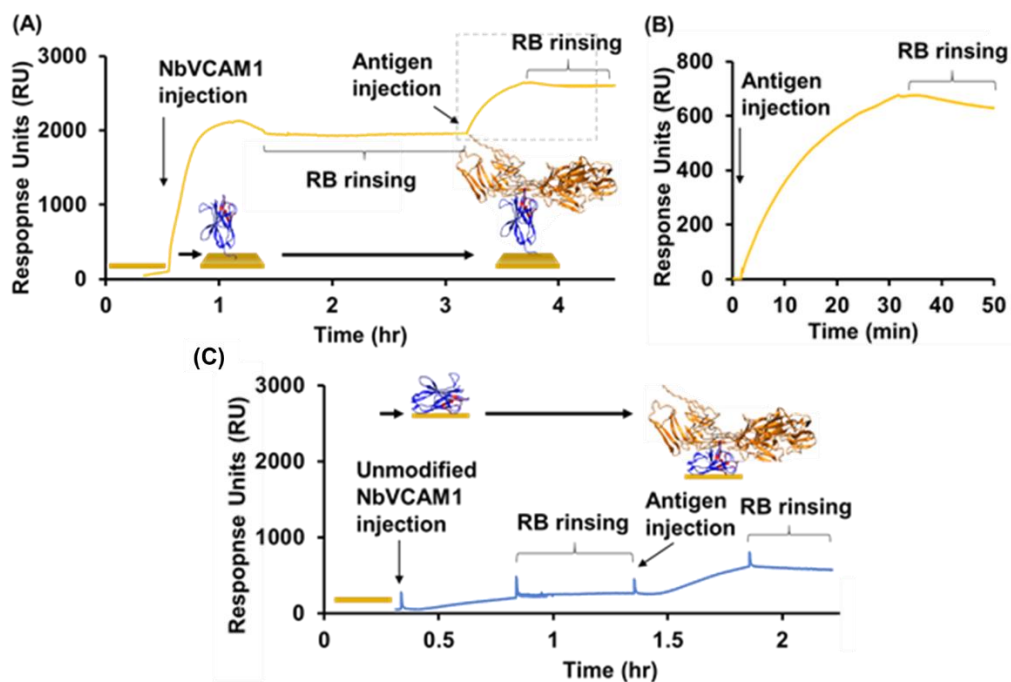 (A)
Respopnse Units (RU)
3000
2000
1000
0
NbVCAM1
injection
RB rinsing
Antigen
injection
RB rinsing
0
1
2
3
4
Time (hr)
(B)
Response Units (RU)
800
600
400
200
0
Antigen
injection
RB rinsing
0
10
20
30
40
50
Time (min)
(C)
Respopnse Units (RU)
3000
2000
1000
0
Unmodified
NbVCAM1
injection
RB rinsing
Antigen
injection
RB rinsing
0
0.5
1
1.5
2
Time (hr)